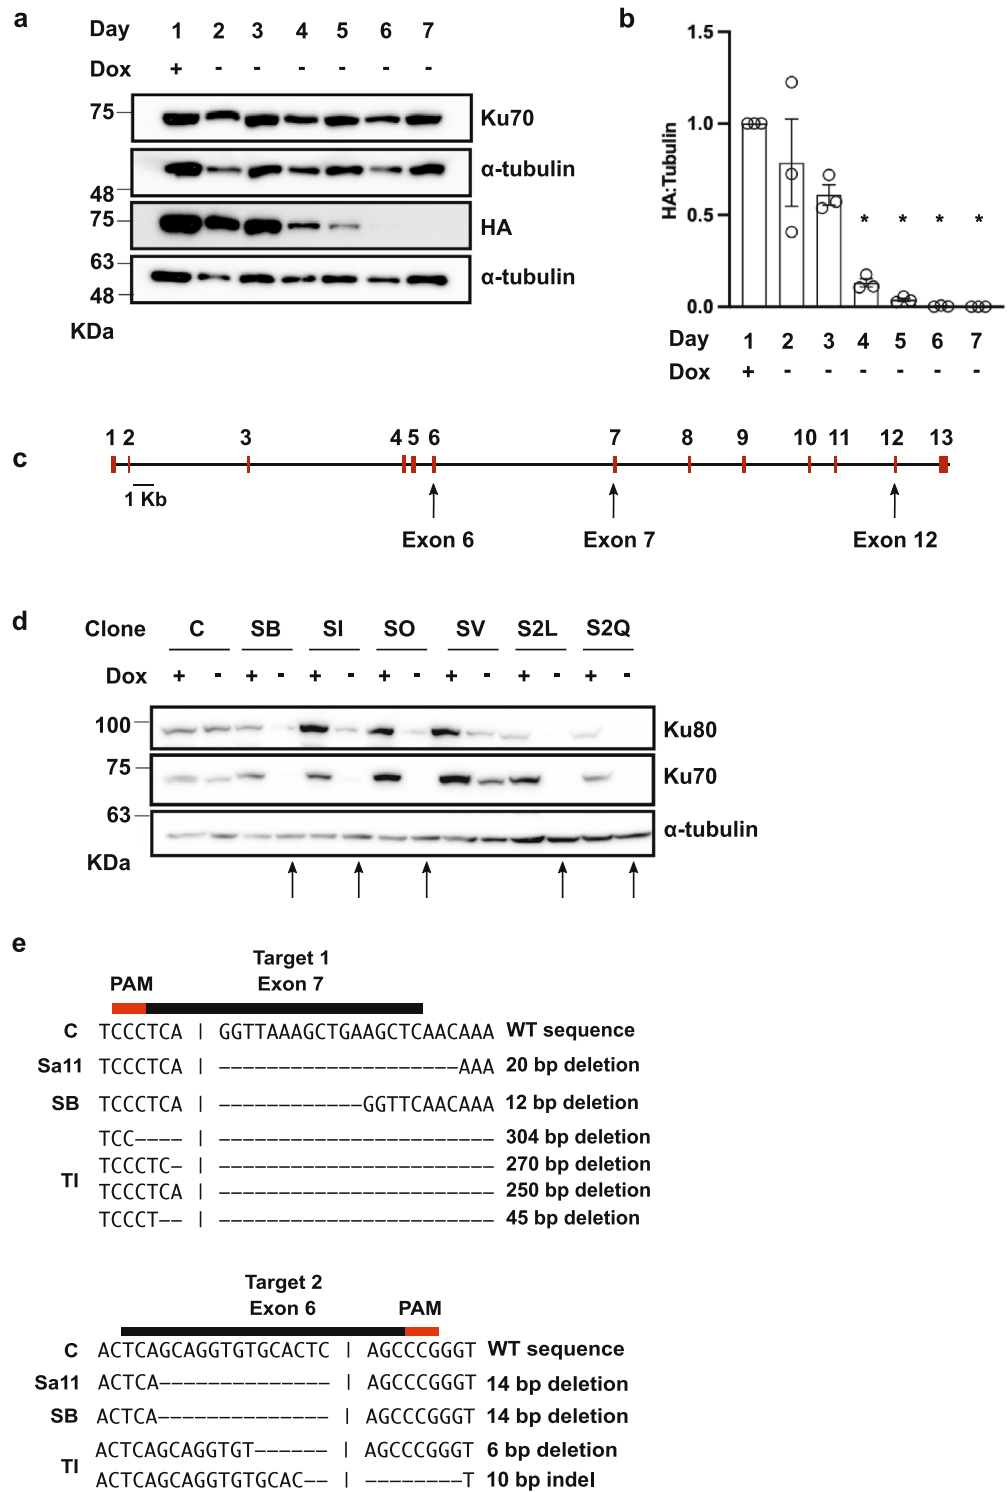 a
Day 1 2 3 4 5 6 7
Dox + - - - - - -
75
Ku70
α-tubulin
48
75
HA
63
α-tubulin
48
KDa
b
1.5
1.0
0.5
0.0
HA:Tubulin
* * * *
Day 1 2 3 4 5 6 7
Dox + - - - - - -
c
1 2 3 4 5 6 7 8 9 10 11 12 13
1 Kb
Exon 6 Exon 7 Exon 12
d
Clone C SB SI SO SV S2L S2Q
Dox + - + - + - + - + - + - + -
100
Ku80
75
Ku70
63
α-tubulin
KDa
e
Target 1
PAM Exon 7
C TCCCTCA | GGTTAAAGCTGAAGCTCAACAAA WT sequence
Sa11 TCCCTCA | --------------------AAA 20 bp deletion
SB TCCCTCA | ------------GGTTCAACAAA 12 bp deletion
TI
TCC---- | ----------------------- 304 bp deletion
TCCCTC- | ----------------------- 270 bp deletion
TCCCTCA | ----------------------- 250 bp deletion
TCCCT-- | ----------------------- 45 bp deletion
Target 2
Exon 6 PAM
C ACTCAGCAGGTGTGCACTC | AGCCCGGGT WT sequence
Sa11 ACTCA-------------- | AGCCCGGGT 14 bp deletion
SB ACTCA-------------- | AGCCCGGGT 14 bp deletion
TI
ACTCAGCAGGTGT------ | AGCCCGGGT 6 bp deletion
ACTCAGCAGGTGTGCAC-- | --------T 10 bp indel